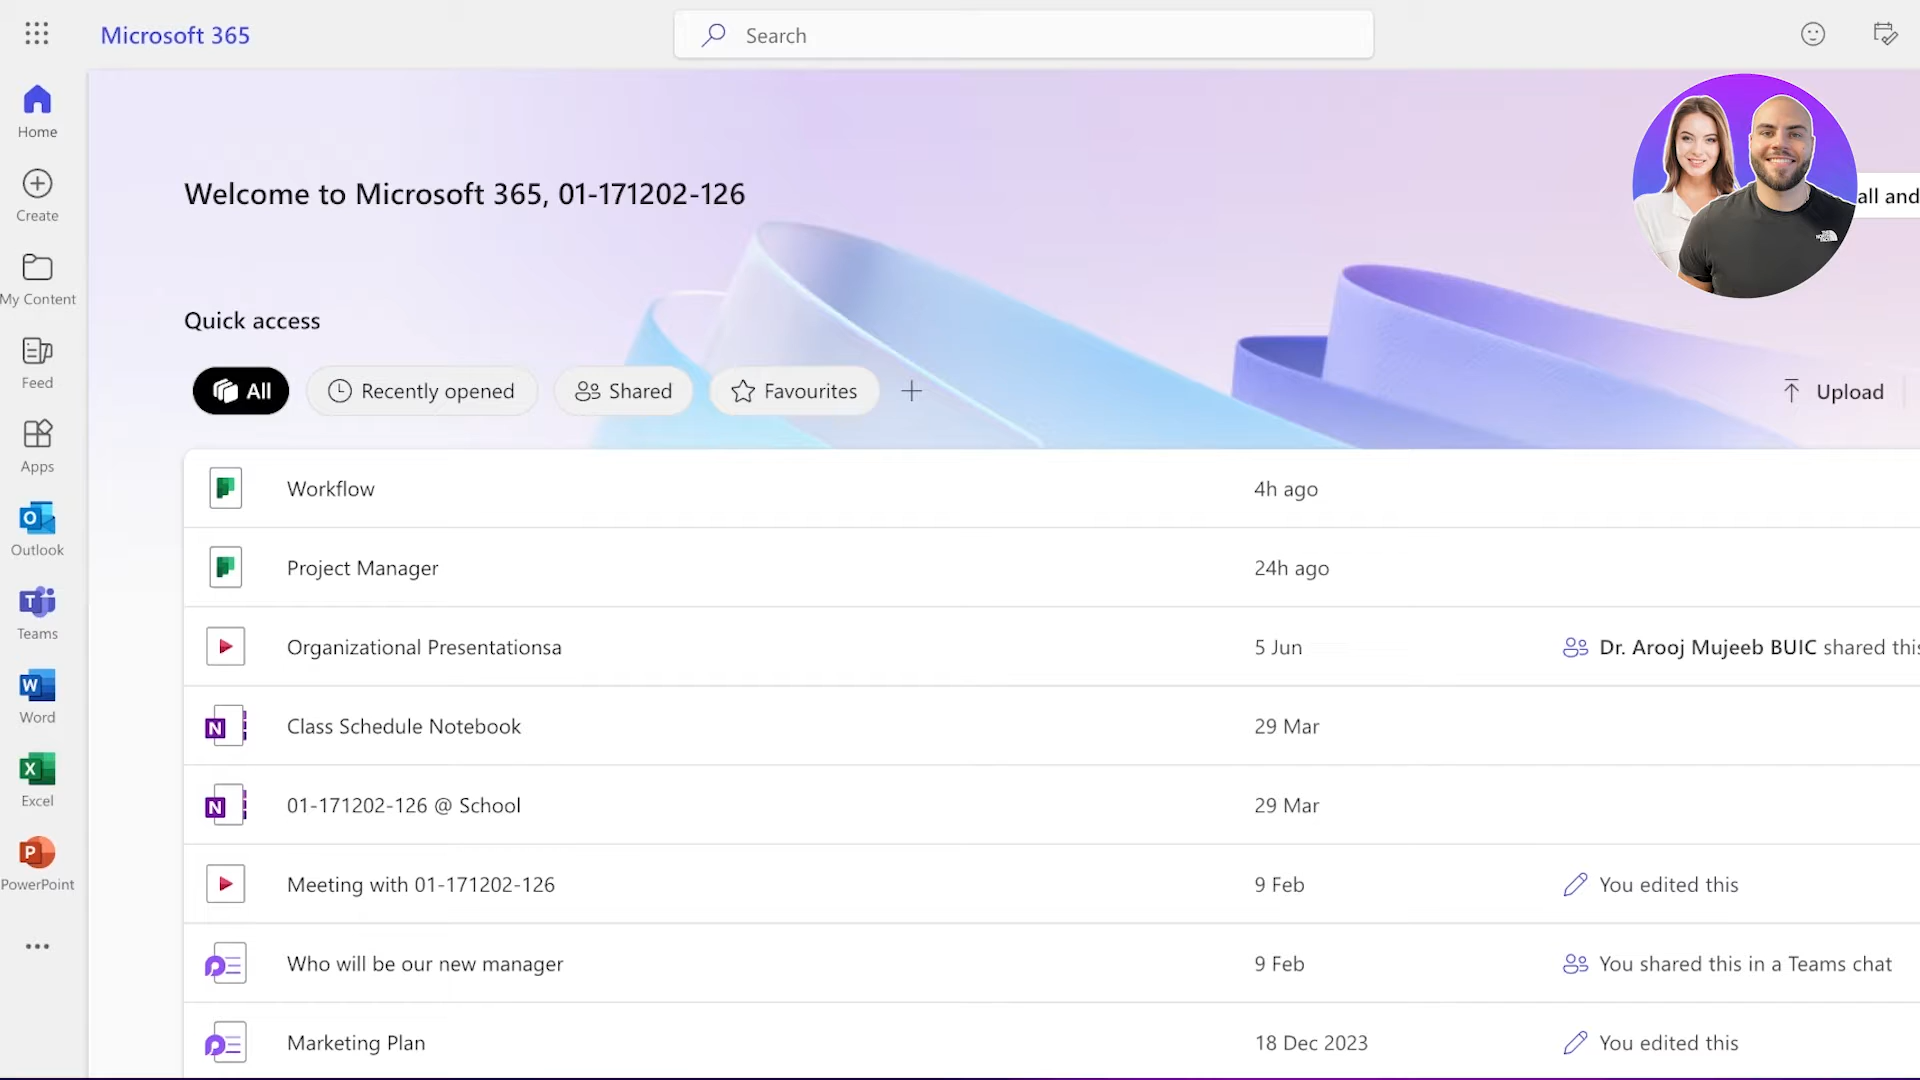 Microsoft 365
Search
Home
Create
My Content
Feed
Apps
Outlook
Teams
Word
Excel
PowerPoint
Welcome to Microsoft 365, 01-171202-126
all and
Quick access
All
Recently opened
Shared
Favourites
Upload
Workflow 4h ago
Project Manager 24h ago
Organizational Presentationsa 5 Jun Dr. Arooj Mujeeb BUIC shared this
Class Schedule Notebook 29 Mar
01-171202-126 @ School 29 Mar
Meeting with 01-171202-126 9 Feb You edited this
Who will be our new manager 9 Feb You shared this in a Teams chat
Marketing Plan 18 Dec 2023 You edited this